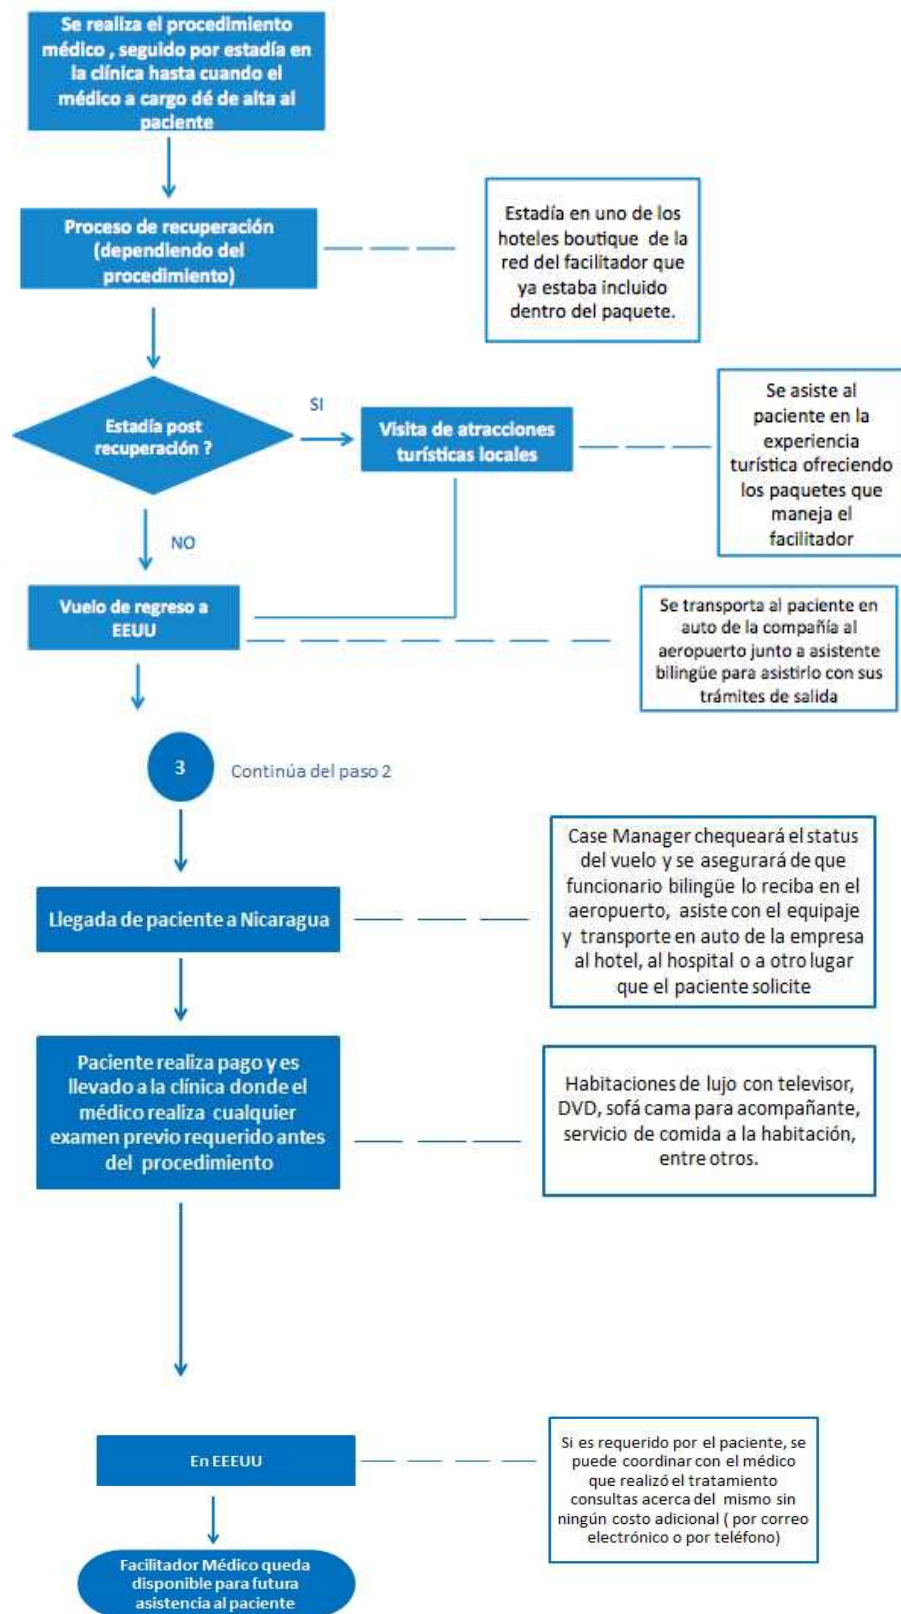 Se realiza el procedimiento
médico , seguido por estadía en
la clínica hasta cuando el
médico a cargo dé de alta al
paciente
Proceso de recuperación
(dependiendo del
procedimiento)
Estadía en uno de los
hoteles boutique de la
red del facilitador que
ya estaba incluido
dentro del paquete.
Estadía post
recuperación ?
SI
Visita de atracciones
turísticas locales
Se asiste al
paciente en la
experiencia
turística ofreciendo
los paquetes que
maneja el
facilitador
NO
Vuelo de regreso a
EEUU
Se transporta al paciente en
auto de la compañía al
aeropuerto junto a asistente
bilingüe para asistirlo con sus
trámites de salida
3
Continúa del paso 2
Llegada de paciente a Nicaragua
Case Manager chequeará el status
del vuelo y se asegurará de que
funcionario bilingüe lo reciba en el
aeropuerto, asiste con el equipaje
y transporte en auto de la empresa
al hotel, al hospital o a otro lugar
que el paciente solicite
Paciente realiza pago y es
llevado a la clínica donde el
médico realiza cualquier
examen previo requerido antes
del procedimiento
Habitaciones de lujo con televisor,
DVD, sofá cama para acompañante,
servicio de comida a la habitación,
entre otros.
En EEEUU
Si es requerido por el paciente, se
puede coordinar con el médico
que realizó el tratamiento
consultas acerca del mismo sin
ningún costo adicional ( por correo
electrónico o por teléfono)
Facilitador Médico queda
disponible para futura
asistencia al paciente